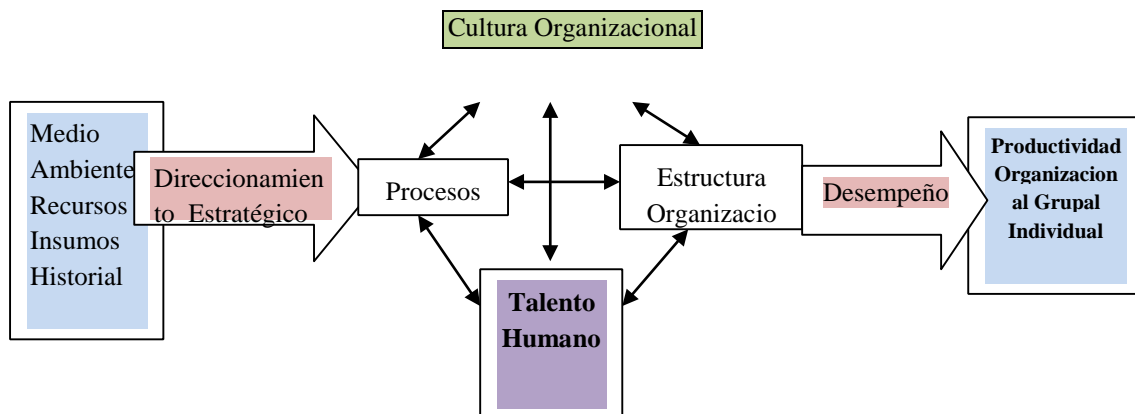 Cultura Organizacional
Medio
Ambiente
Recursos
Insumos
Historial
Direccionamien
to Estratégico
Procesos
Estructura
Organizacio
Desempeño
Productividad
Organizacion
al Grupal
Individual
Talento
Humano